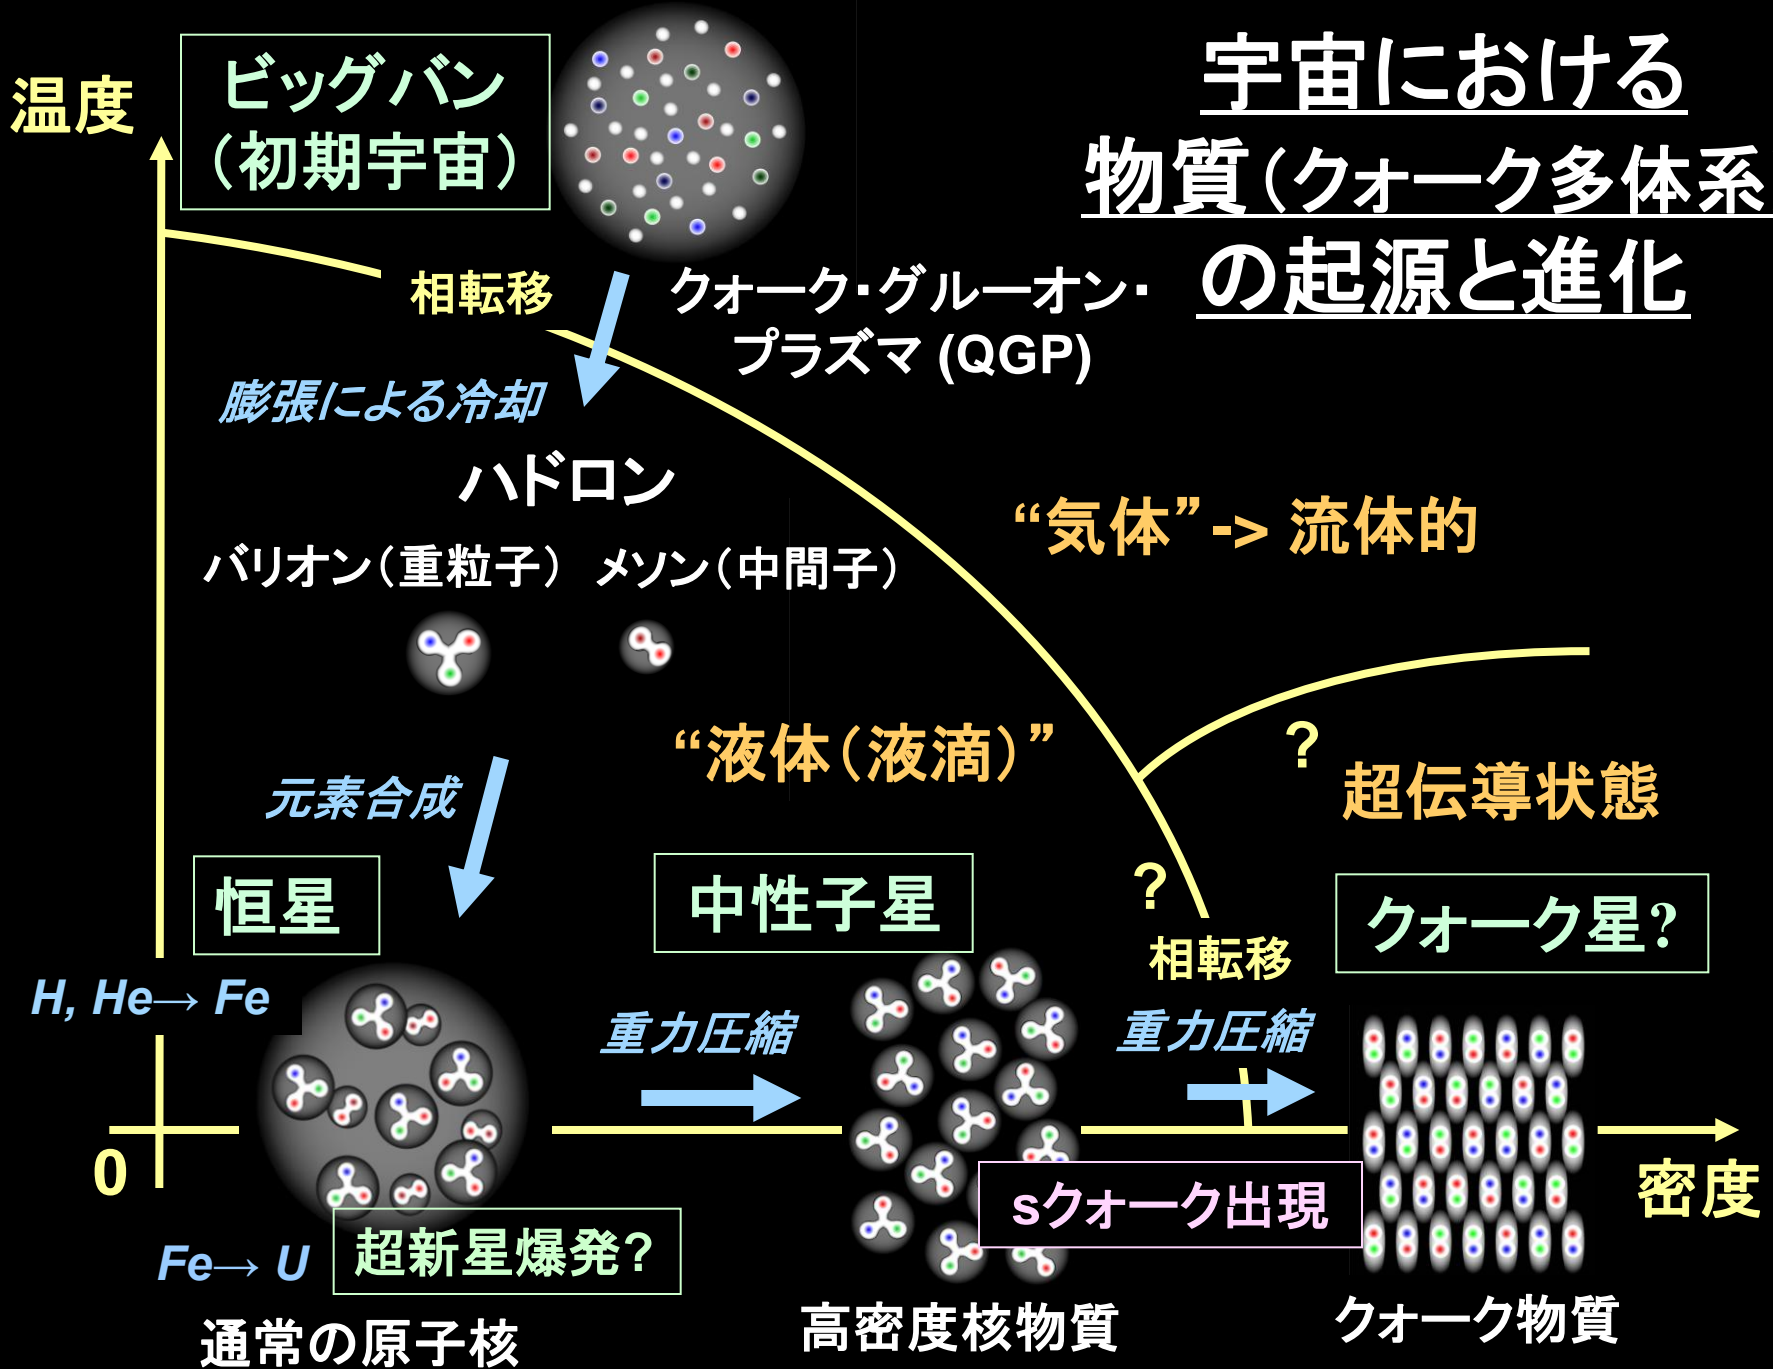 宇宙における
物質（クォーク多体系
の起源と進化
温度
ビッグバン
（初期宇宙）
相転移
クォーク・グルーオン・
プラズマ (QGP)
膨張による冷却
ハドロン
バリオン（重粒子）
メソン（中間子）
“気体” -> 流体的
“液体（液滴）”
?
超伝導状態
元素合成
恒星
中性子星
?
クォーク星?
相転移
H, He→ Fe
重力圧縮
重力圧縮
0
密度
sクォーク出現
Fe→ U
超新星爆発?
通常の原子核
高密度核物質
クォーク物質